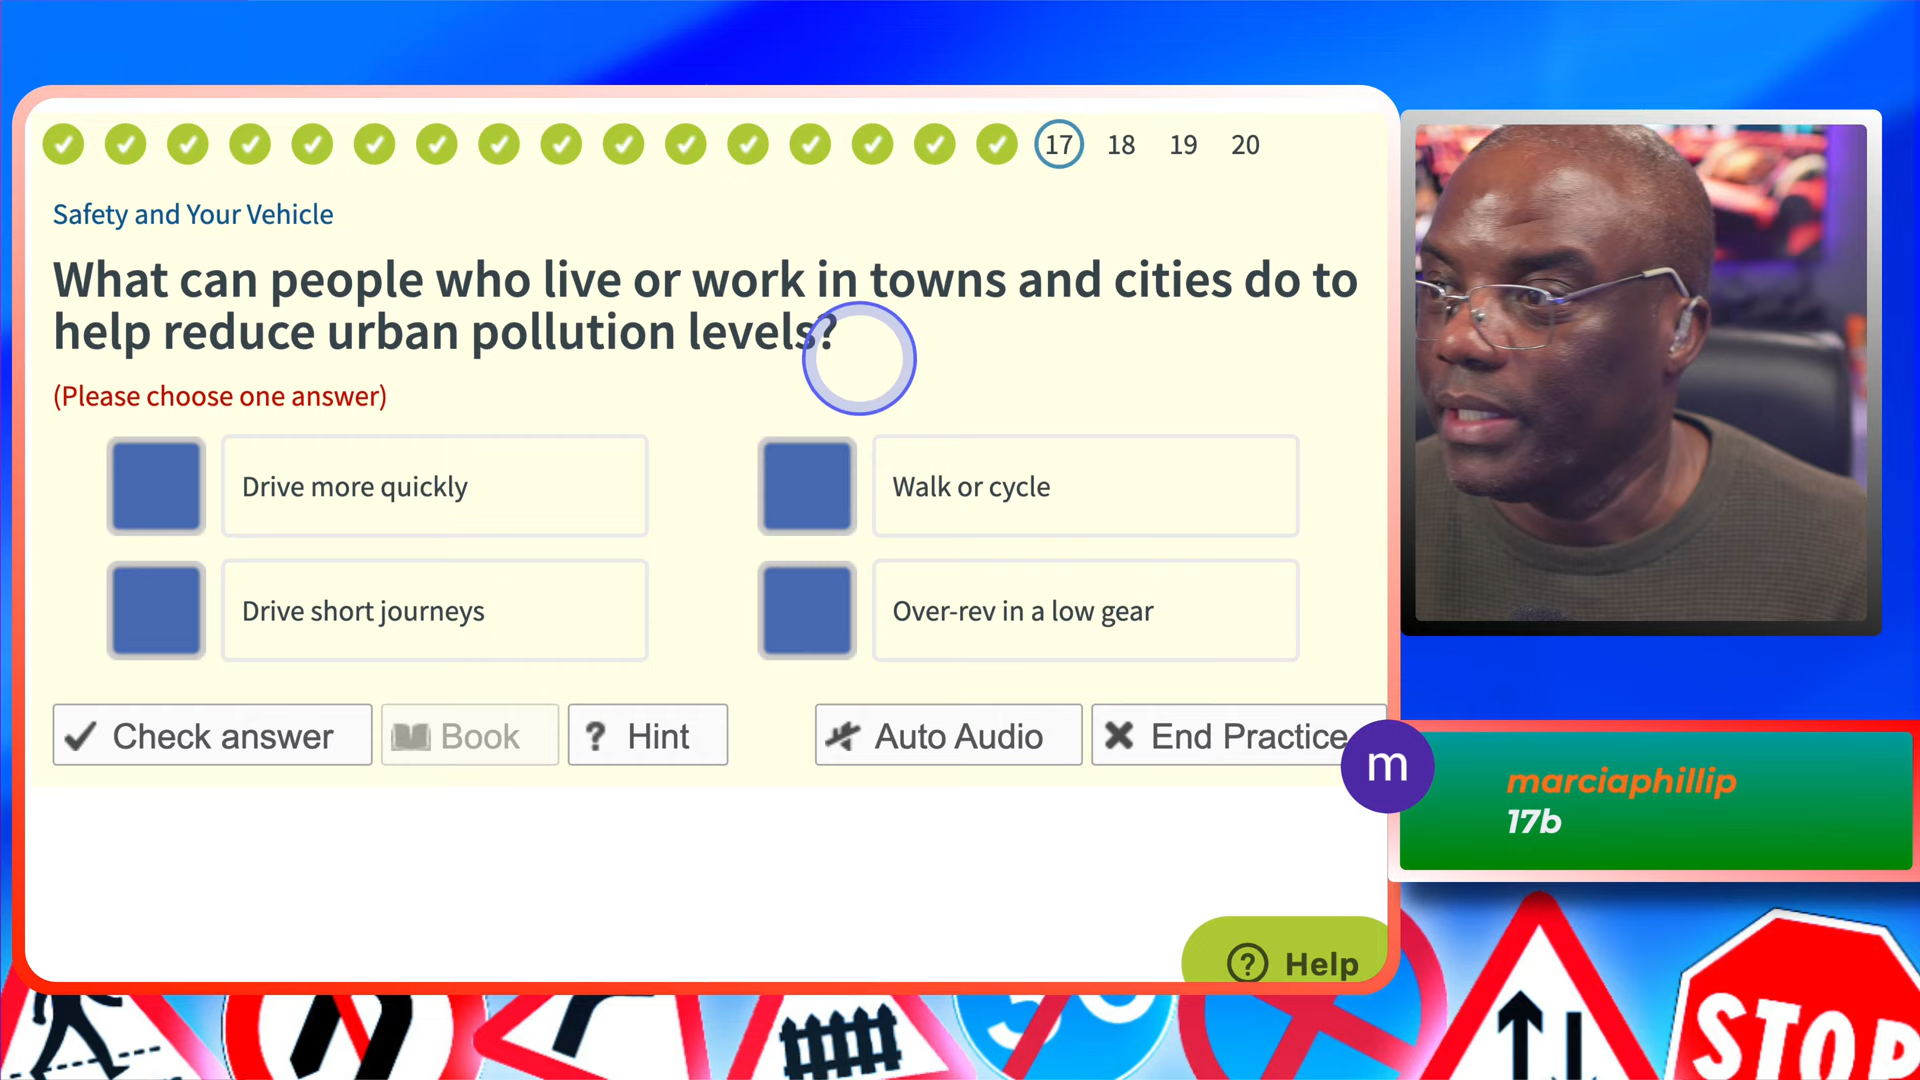 17 18 19 20
Safety and Your Vehicle
What can people who live or work in towns and cities do to
help reduce urban pollution levels?
(Please choose one answer)
Drive more quickly
Walk or cycle
Drive short journeys
Over-rev in a low gear
Check answer
Book
? Hint
Auto Audio
End Practice
m
marciaphillip
17b
? Help
STOP